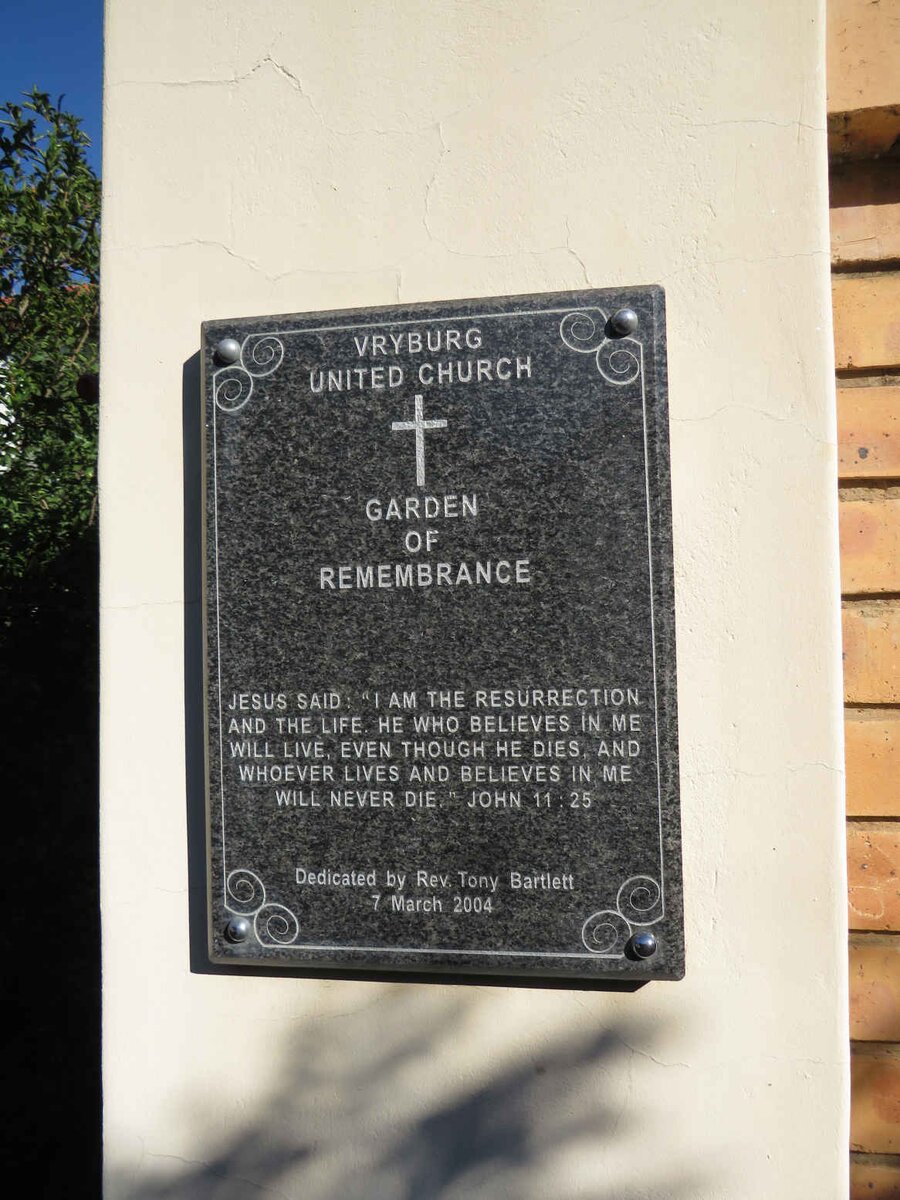 VRYBURG
UNITED CHURCH
GARDEN
OF
REMEMBRANCE
JESUS SAID: "I AM THE RESURRECTION
AND THE LIFE. HE WHO BELIEVES IN ME
WILL LIVE, EVEN THOUGH HE DIES, AND
WHOEVER LIVES AND BELIEVES IN ME
WILL NEVER DIE." JOHN 11:25
Dedicated by Rev. Tony Bartlett
7 March 2004